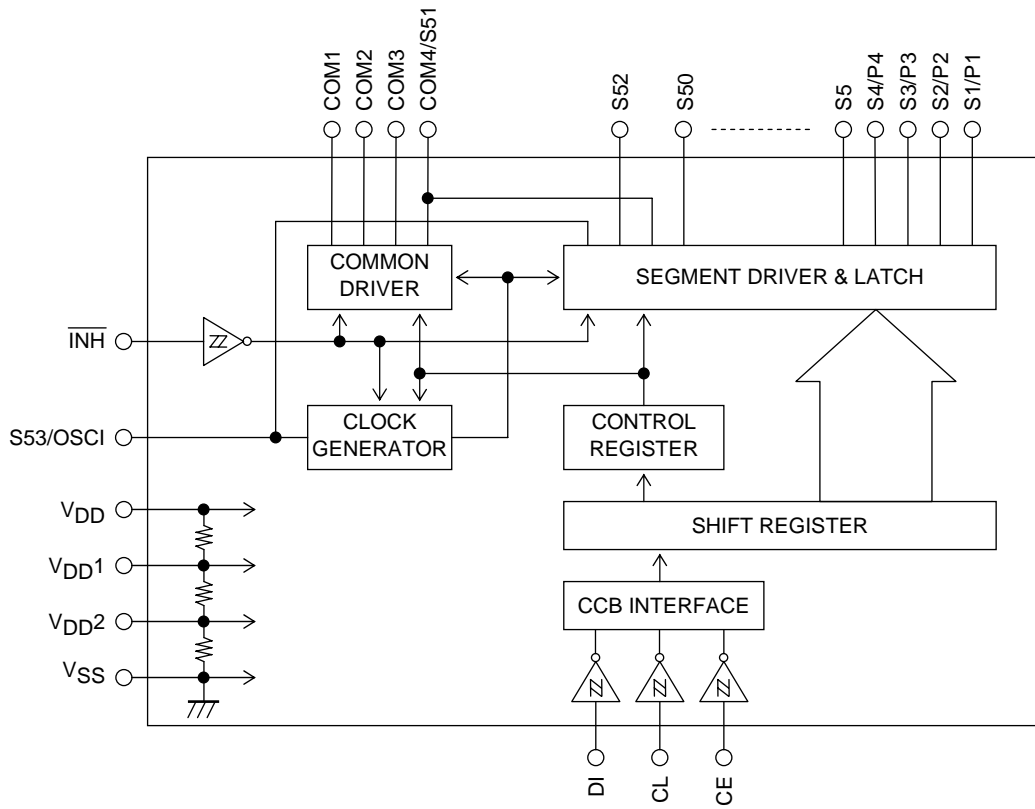 COM1
COM2
COM3
COM4/S51
S52
S50
S5
S4/P4
S3/P3
S2/P2
S1/P1
COMMON
DRIVER
SEGMENT DRIVER & LATCH
INH
CLOCK
GENERATOR
CONTROL
REGISTER
S53/OSCI
VDD
SHIFT REGISTER
VDD1
CCB INTERFACE
VDD2
VSS
DI
CL
CE